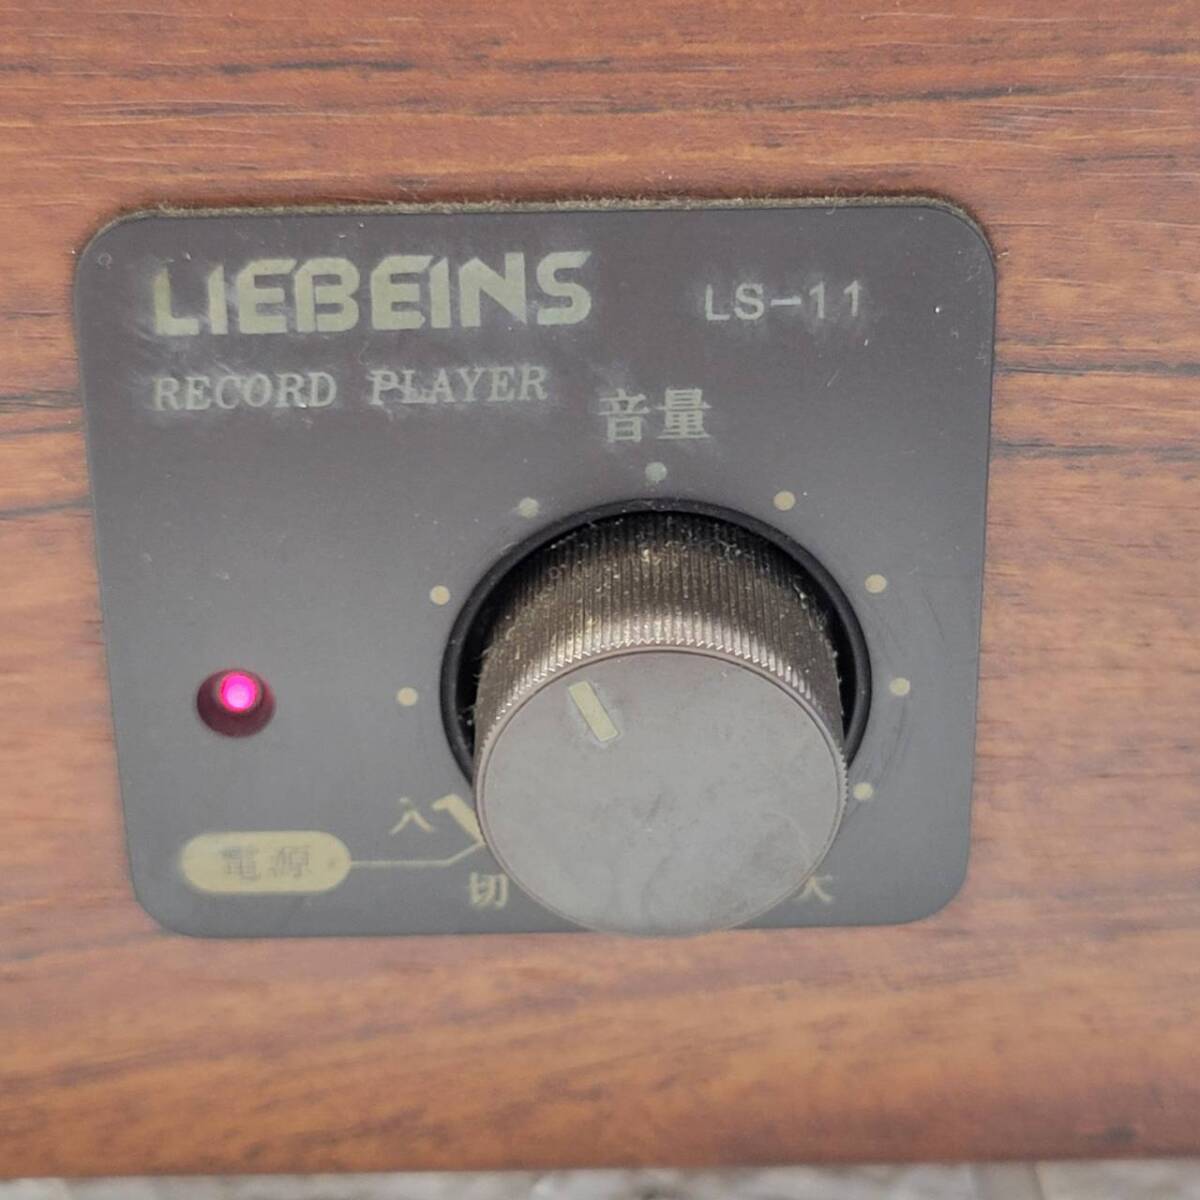 LIEBEINS
LS-11
RECORD PLAYER
音量
入
電源
切
大